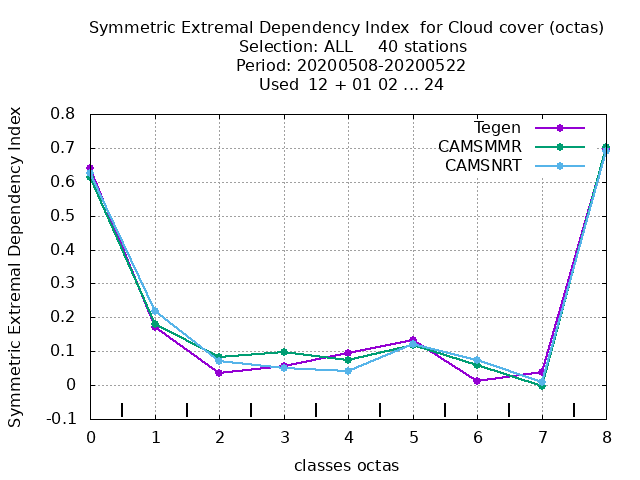 Symmetric Extremal Dependency Index  for Cloud cover (octas)
Selection: ALL     40 stations
Period: 20200508-20200522
Used  12 + 01 02 ... 24
Symmetric Extremal Dependency Index
0.8
0.7
0.6
0.5
0.4
0.3
0.2
0.1
0
-0.1
Tegen
CAMSMMR
CAMSNRT
0 1 2 3 4 5 6 7 8
classes octas